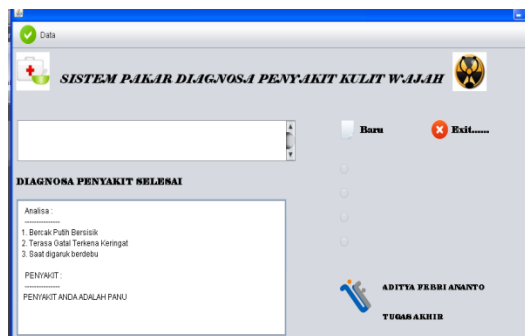 Data
SISTEM PAKAR DIAGNOSA PENYAKIT KULIT WAJAH
Baru
Exit......
DIAGNOSA PENYAKIT SELESAI
Analisa :
---------------
1. Bercak Putih Bersisik
2. Terasa Gatal Terkena Keringat
3. Saat digaruk berdebu
PENYAKIT :
---------------
PENYAKIT ANDA ADALAH PANU
ADITYA FEBRI ANANTO
TUGAS AKHIR